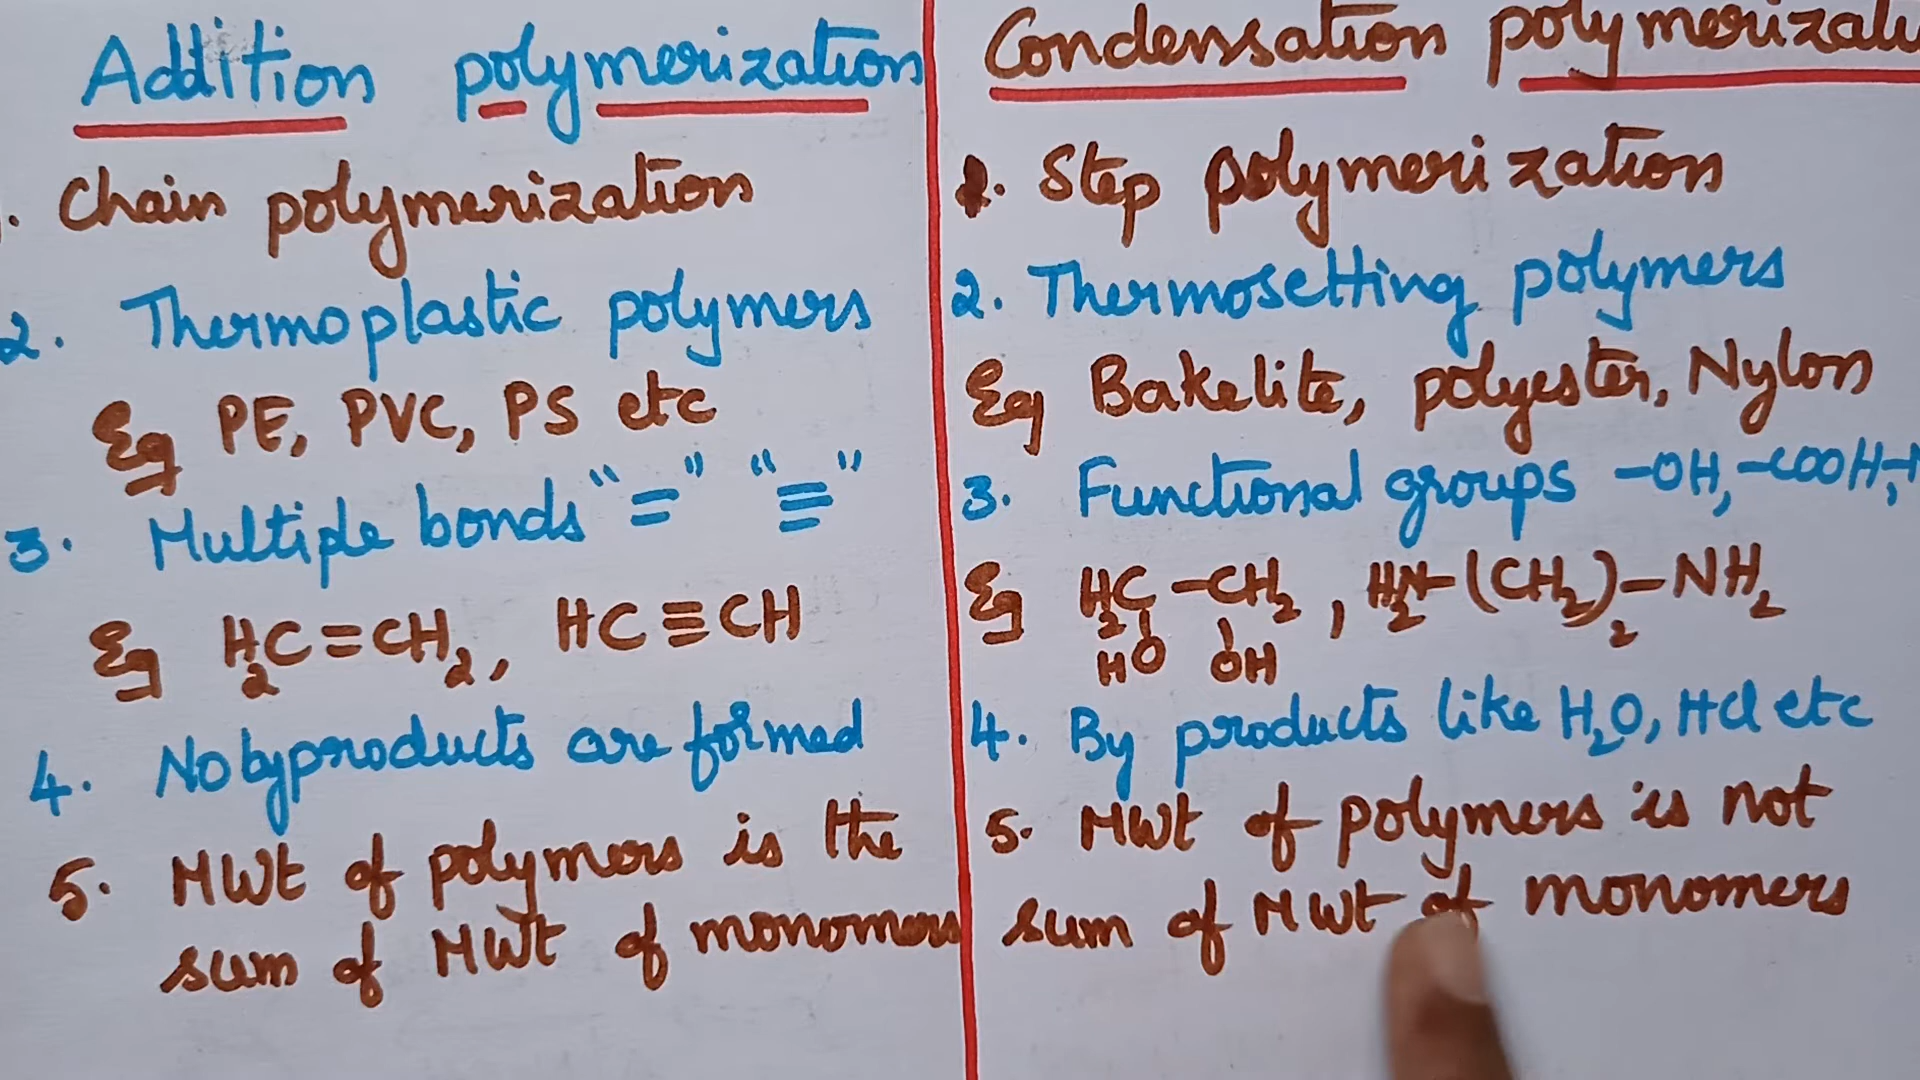 Addition polymerization
. Chain polymerization
2. Thermoplastic polymers
Eg PE, PVC, PS etc
3. Multiple bonds "=" "≡"
Eg H₂C=CH₂, HC≡CH
4. No byproducts are formed
5. MWt of polymers is the
sum of MWt of monomers
Condensation polymerizati
1. Step polymerization
2. Thermosetting polymers
Eg Bakelite, polyester, Nylon
3. Functional groups -OH, -COOH, -
Eg H₂C-CH₂, H₂N-(CH₂)₂-NH₂
HO OH
4. By products like H₂O, HCl etc
5. MWt of polymers is not
sum of MWt of monomers